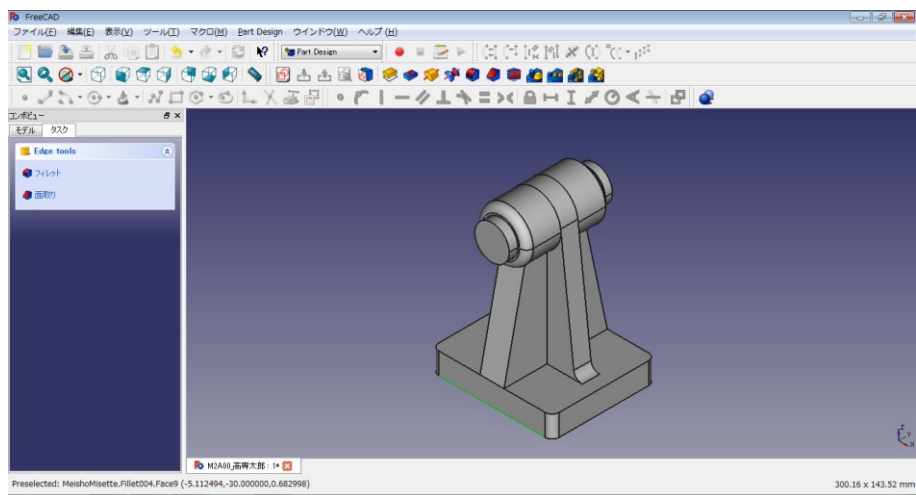 FreeCAD
ファイル(E) 編集(E) 表示(V) ツール(T) マクロ(M) Part Design ウインドウ(W) ヘルプ(H)
Part Design
コンボビュー
モデル タスク
Edge tools
フィレット
面取り
Z
Y
X
M2A00_高専太郎 : 1*
Preselected: MeishoMisette.Fillet004.Face9 (-5.112494,-30.000000,0.682998) 300.16 x 143.52 mm